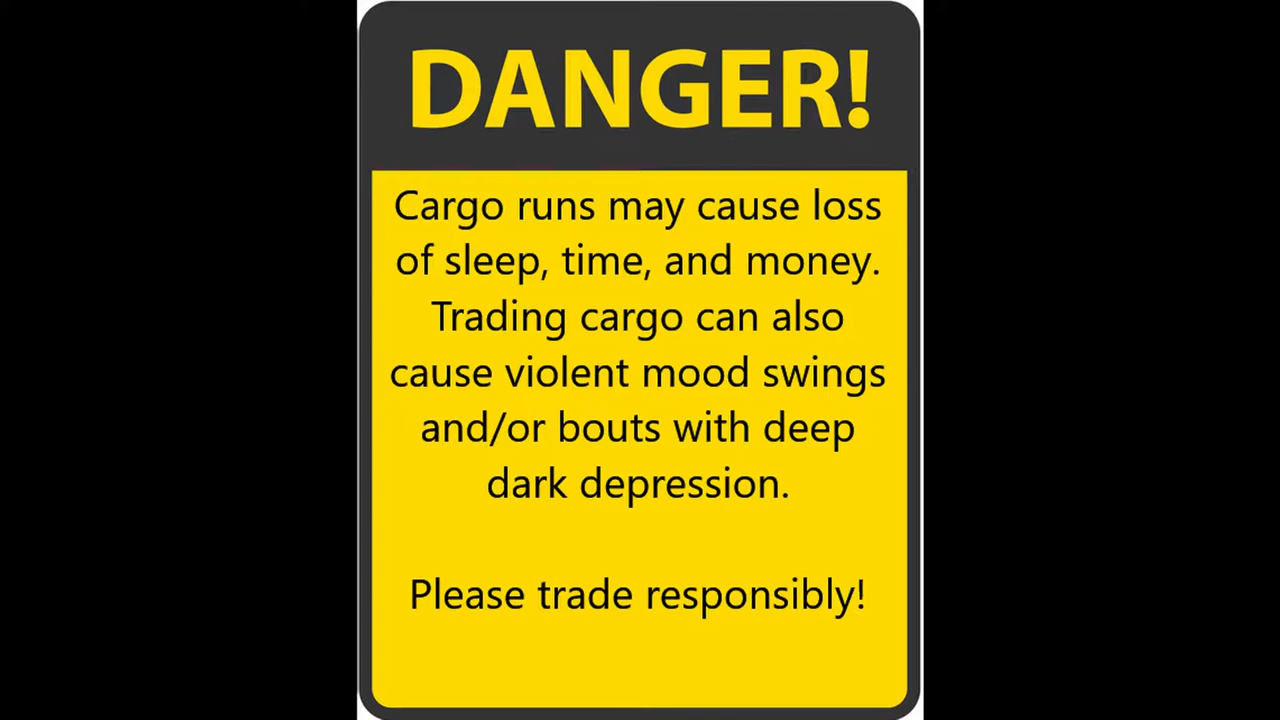 DANGER!
Cargo runs may cause loss
of sleep, time, and money.
Trading cargo can also
cause violent mood swings
and/or bouts with deep
dark depression.
Please trade responsibly!